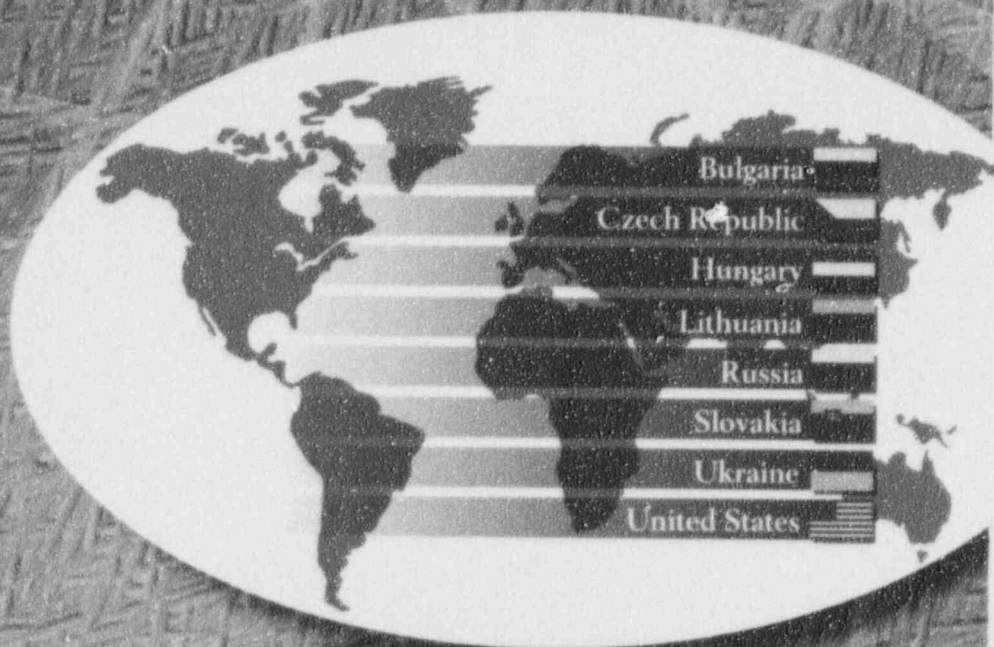 Bulgaria
Czech Republic
Hungary
Lithuania
Russia
Slovakia
Ukraine
United States